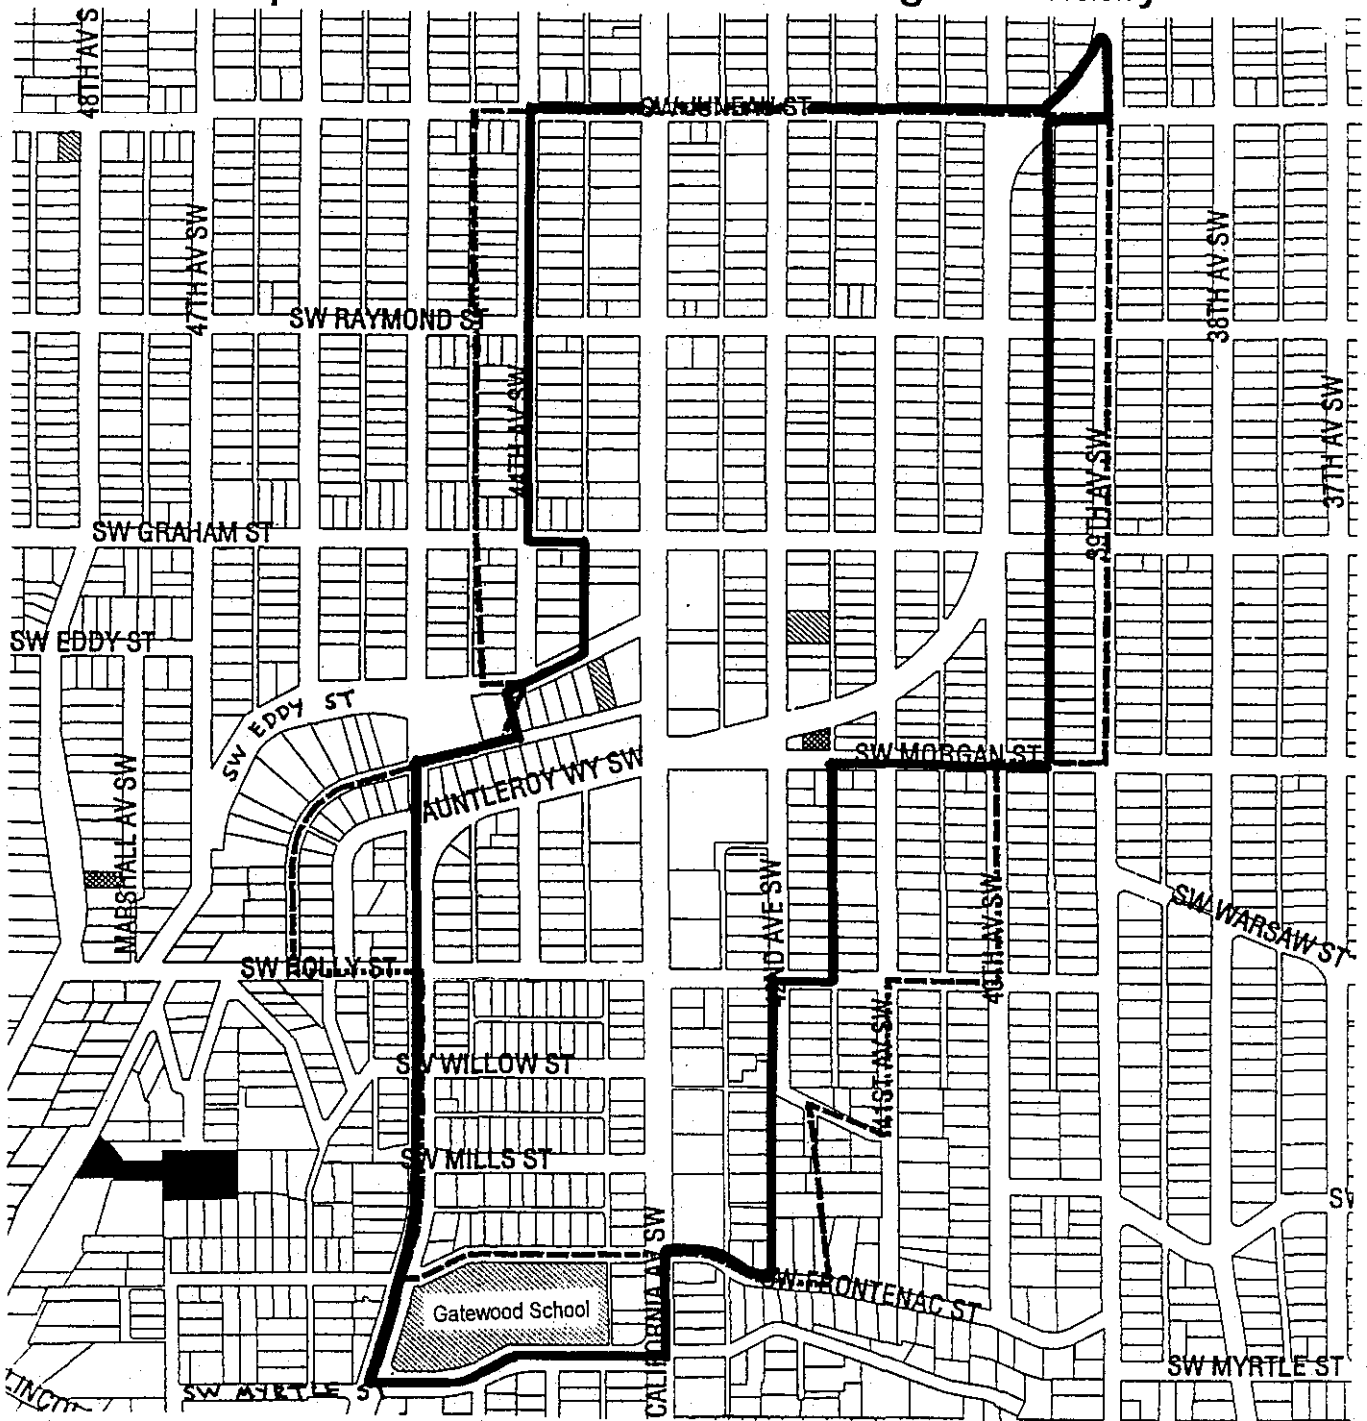 48TH AV S
SW JUNEAU ST
47TH AV SW
38TH AV SW
SW RAYMOND ST
44TH AV SW
37TH AV SW
39TH AV SW
SW GRAHAM ST
SW EDDY ST
SW EDDY ST
SW MORGAN ST
AUNTLEROY WY SW
MARSHALL AV SW
42ND AVE SW
40TH AV SW
SW WARSAW ST
SW HOLLY ST
41ST AV SW
SW WILLOW ST
SW MILLS ST
SW
CALIFORNIA AV SW
SW FRONTENAC ST
Gatewood School
SW MYRTLE ST
SW MYRTLE ST